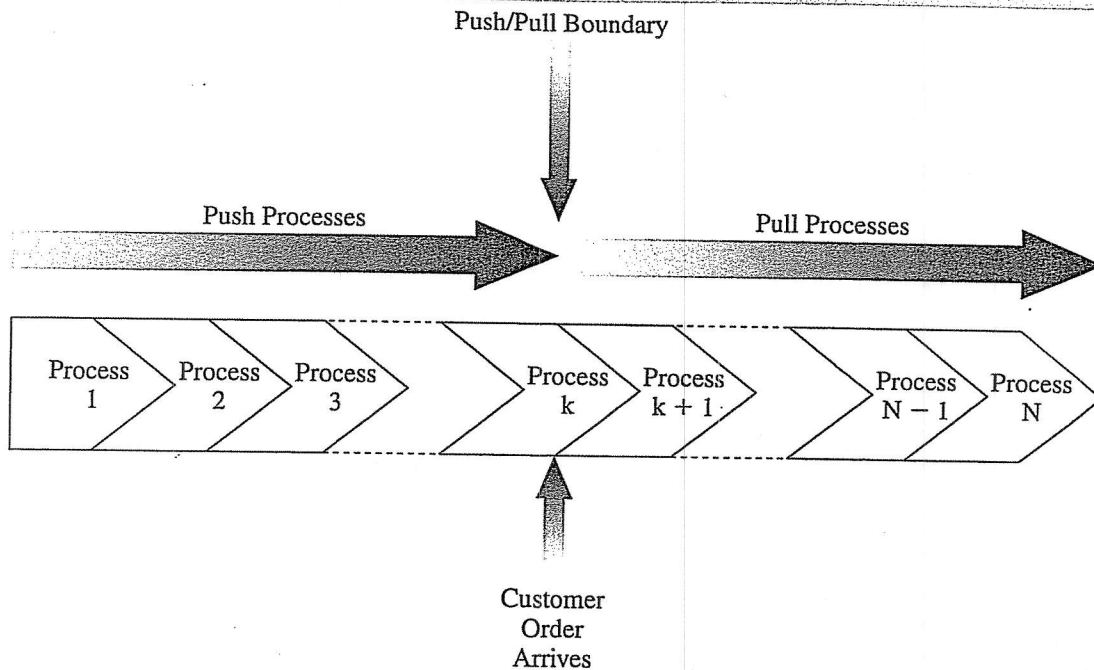 Push/Pull Boundary
Push Processes
Pull Processes
Process
1
Process
2
Process
3
Process
k
Process
k + 1
Process
N − 1
Process
N
Customer
Order
Arrives